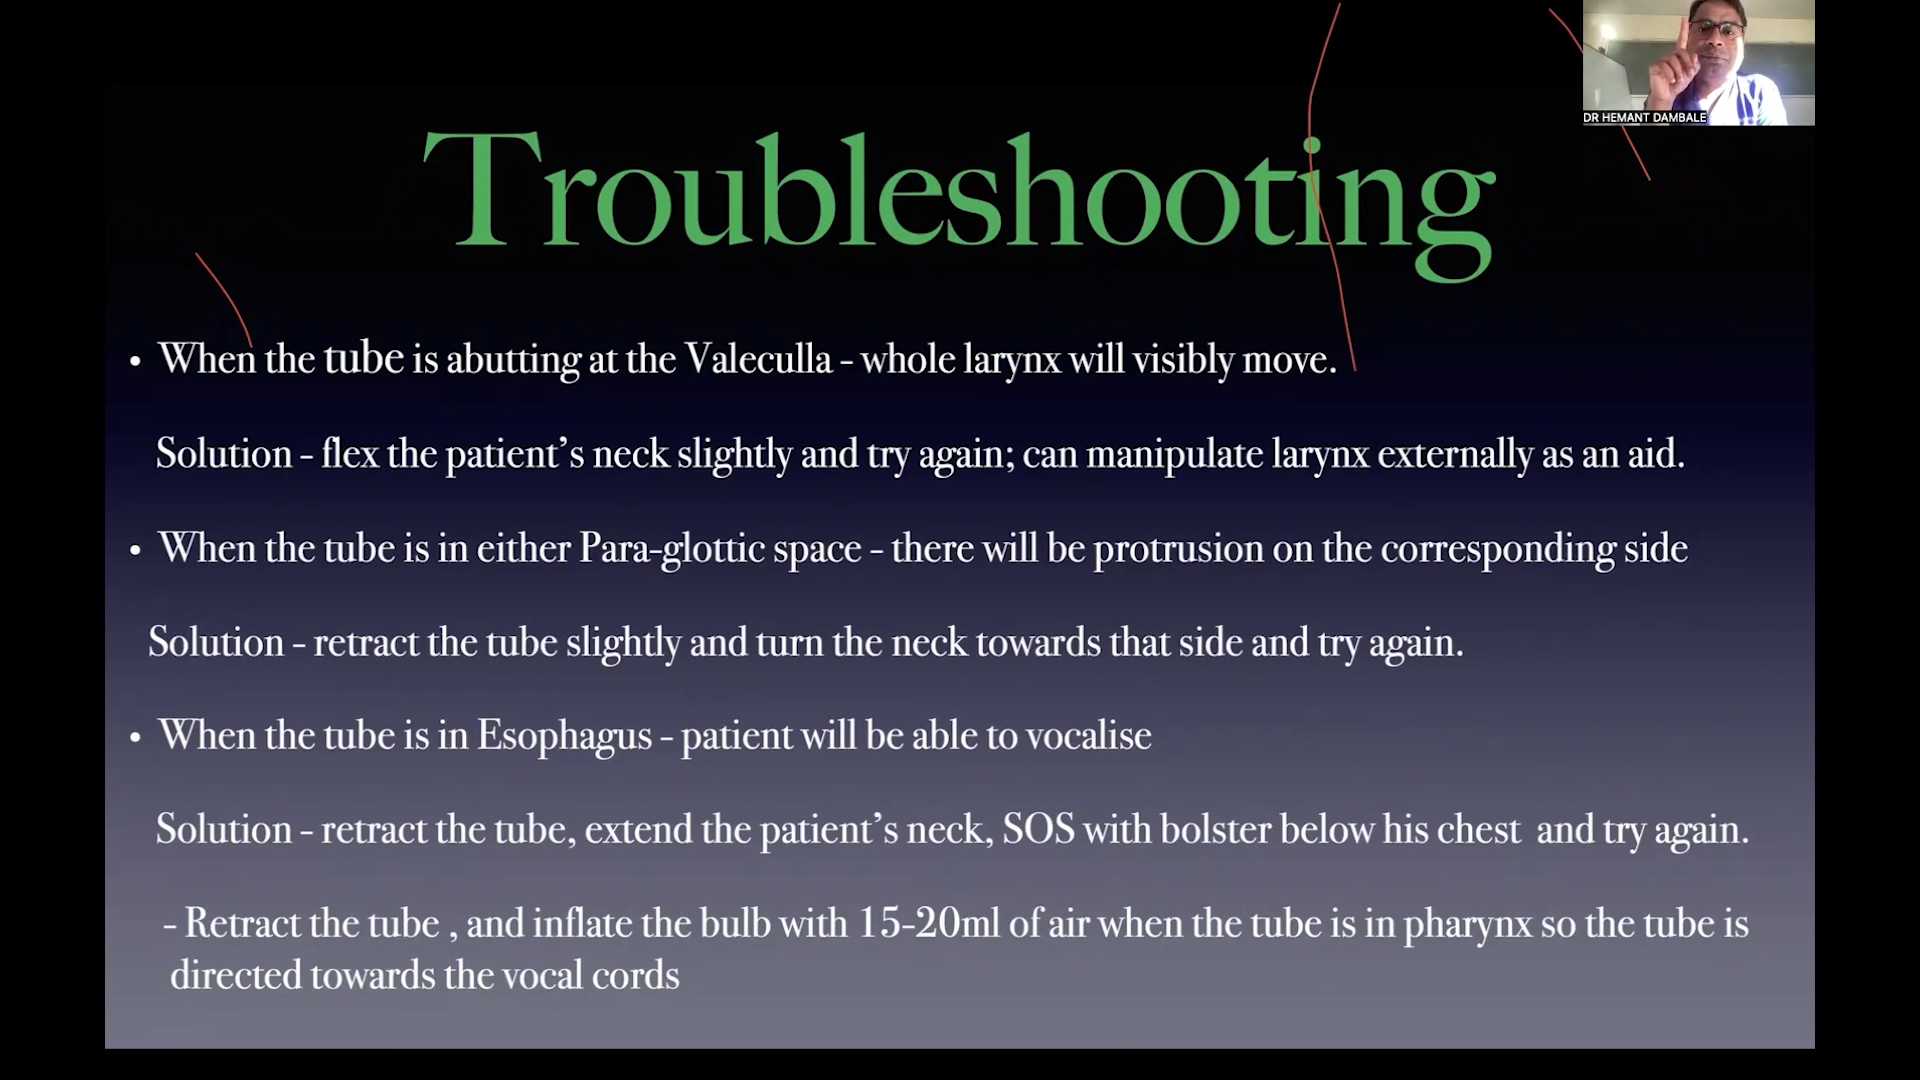 DR HEMANT DAMBALE
Troubleshooting
• When the tube is abutting at the Valeculla - whole larynx will visibly move.
Solution - flex the patient's neck slightly and try again; can manipulate larynx externally as an aid.
• When the tube is in either Para-glottic space - there will be protrusion on the corresponding side
Solution - retract the tube slightly and turn the neck towards that side and try again.
• When the tube is in Esophagus - patient will be able to vocalise
Solution - retract the tube, extend the patient's neck, SOS with bolster below his chest and try again.
- Retract the tube , and inflate the bulb with 15-20ml of air when the tube is in pharynx so the tube is
directed towards the vocal cords